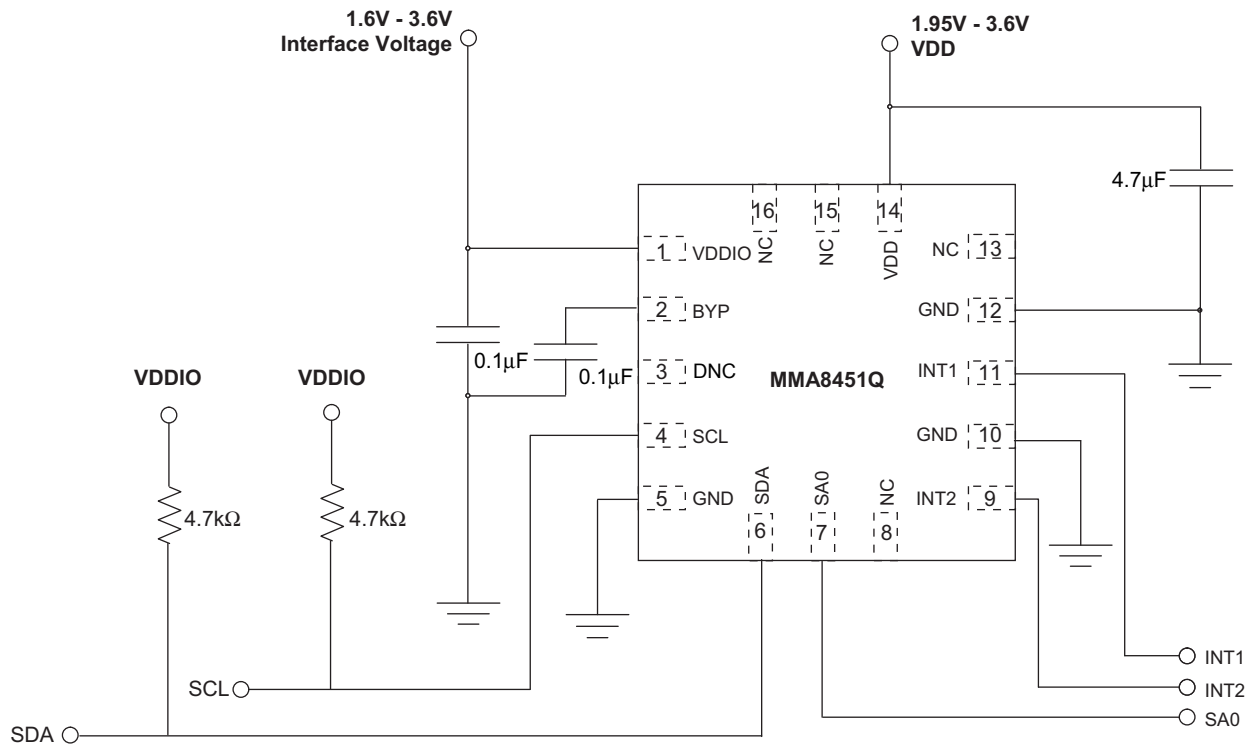 1.6V - 3.6V
Interface Voltage
1.95V - 3.6V
VDD
4.7μF
16
15
14
NC
NC
VDD
1
VDDIO
NC
13
2
BYP
GND
12
0.1μF
0.1μF
3
DNC
MMA8451Q
INT1
11
VDDIO
VDDIO
4
SCL
GND
10
5
GND
SDA
SA0
NC
INT2
9
6
7
8
4.7kΩ
4.7kΩ
INT1
SCL
INT2
SA0
SDA